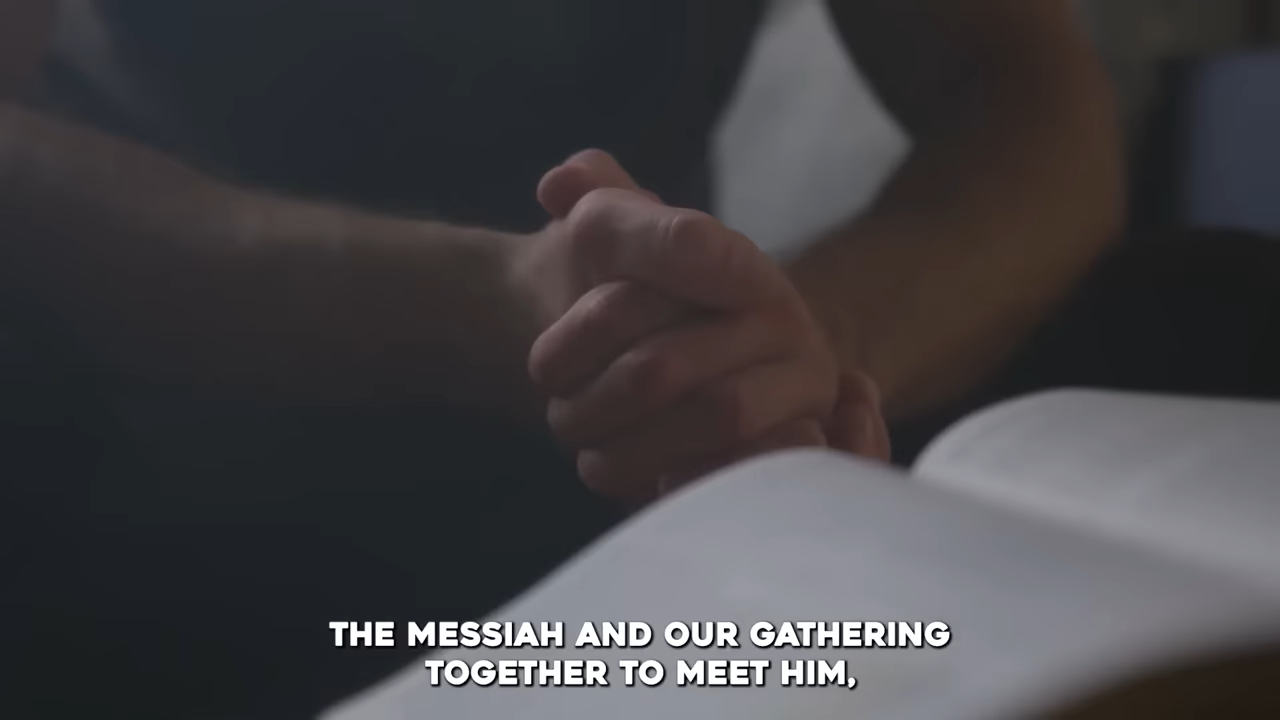 THE MESSIAH AND OUR GATHERING
TOGETHER TO MEET HIM,